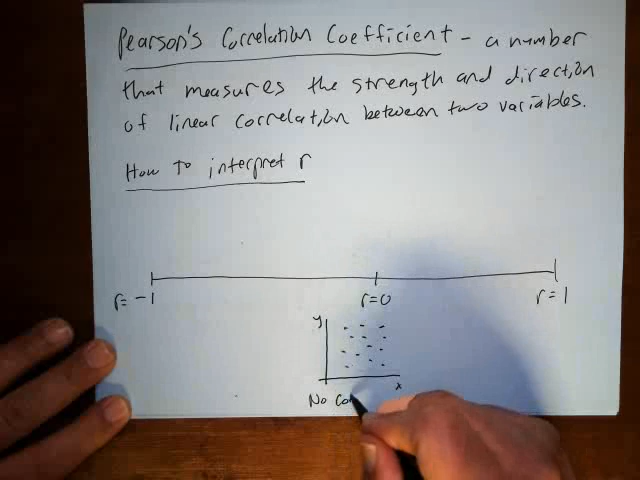 Pearson's Correlation Coefficient - a number
that measures the strength and direction
of linear correlation between two variables.
How to interpret r
r= -1
r=0
r= 1
y
x
No Co